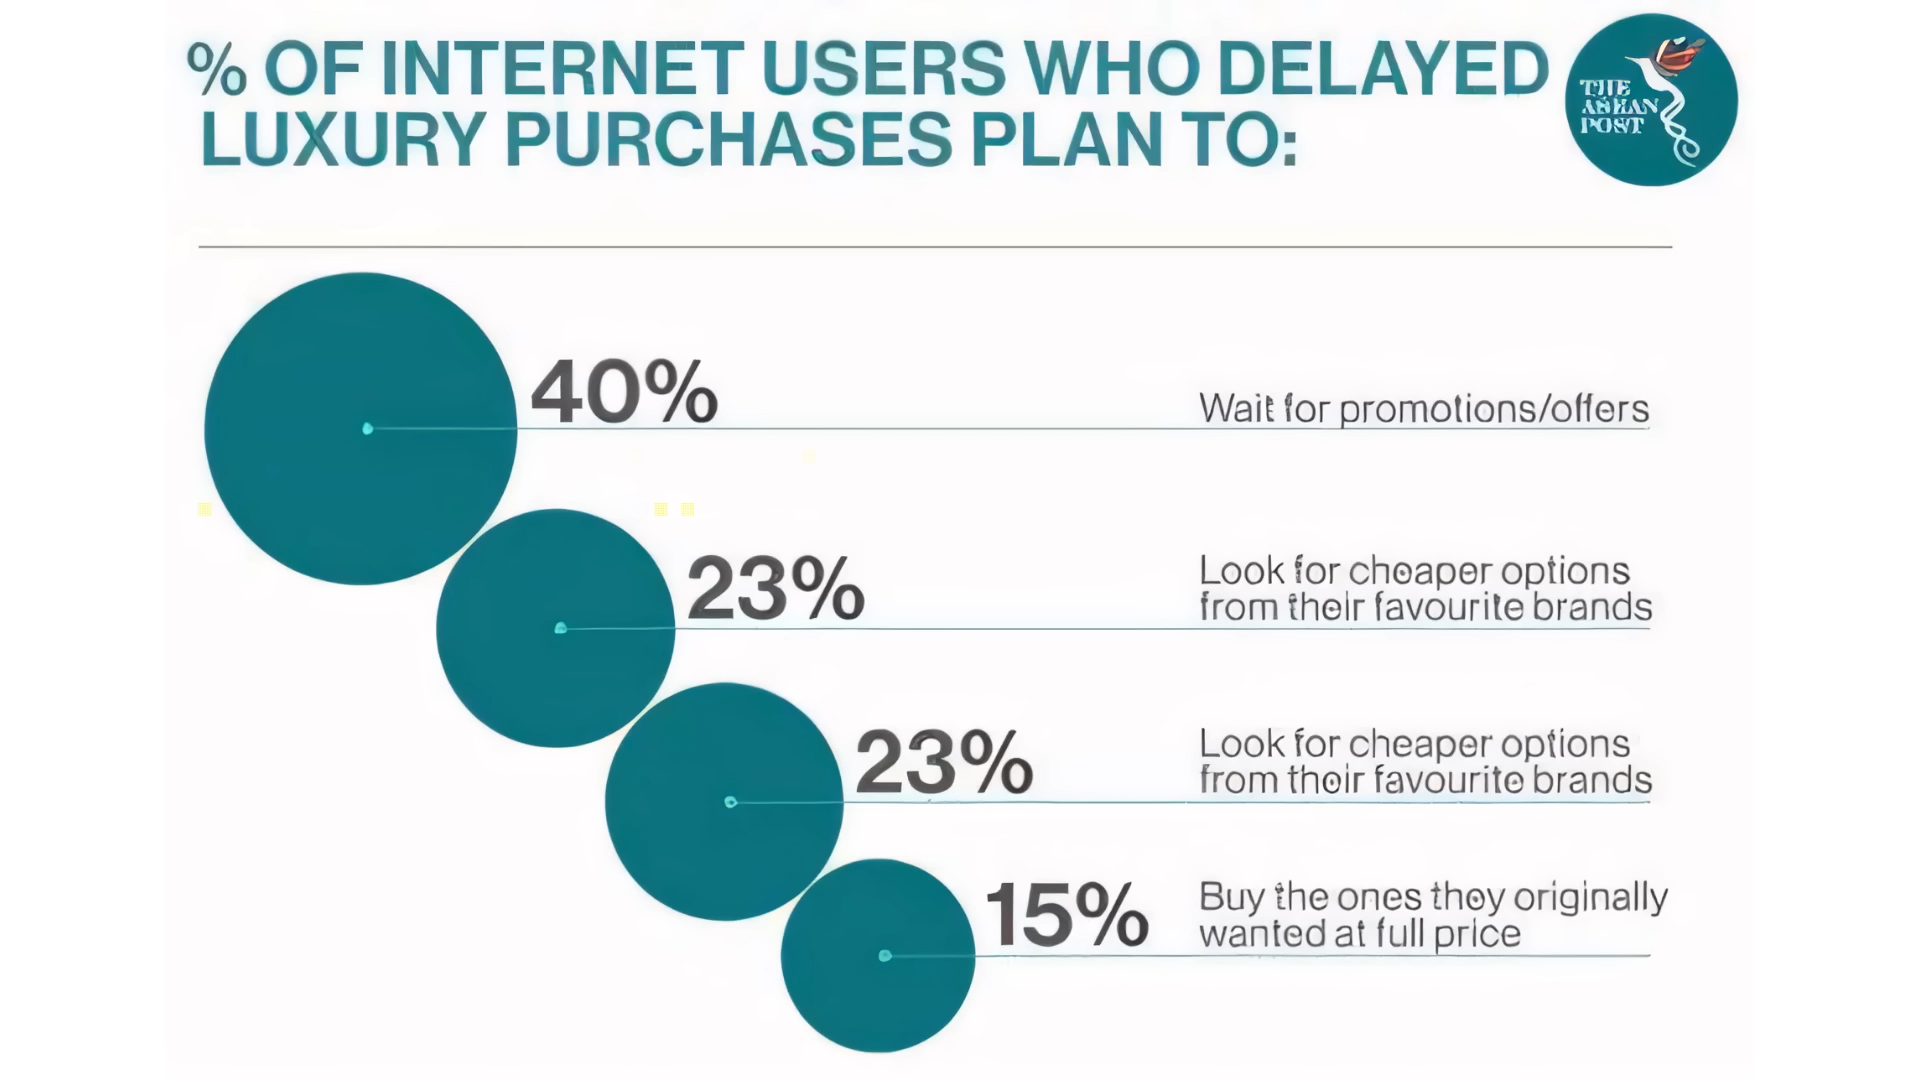 % OF INTERNET USERS WHO DELAYED
LUXURY PURCHASES PLAN TO:
THE
ASEAN
POST
40%
Wait for promotions/offers
23%
Look for cheaper options
from their favourite brands
23%
Look for cheaper options
from their favourite brands
15%
Buy the ones they originally
wanted at full price